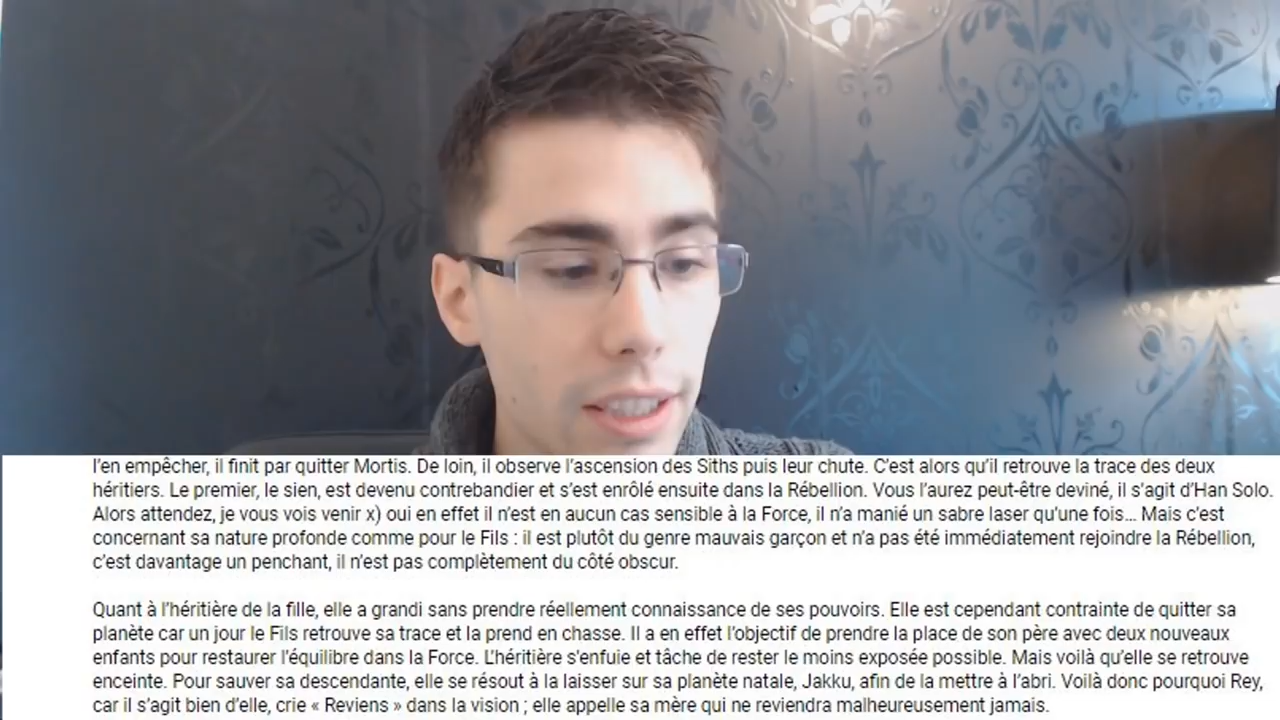 l'en empêcher, il finit par quitter Mortis. De loin, il observe l'ascension des Siths puis leur chute. C'est alors qu'il retrouve la trace des deux
héritiers. Le premier, le sien, est devenu contrebandier et s'est enrôlé ensuite dans la Rébellion. Vous l'aurez peut-être deviné, il s'agit d'Han Solo.
Alors attendez, je vous vois venir x) oui en effet il n'est en aucun cas sensible à la Force, il n'a manié un sabre laser qu'une fois... Mais c'est
concernant sa nature profonde comme pour le Fils : il est plutôt du genre mauvais garçon et n'a pas été immédiatement rejoindre la Rébellion,
c'est davantage un penchant, il n'est pas complètement du côté obscur.
Quant à l'héritière de la fille, elle a grandi sans prendre réellement connaissance de ses pouvoirs. Elle est cependant contrainte de quitter sa
planète car un jour le Fils retrouve sa trace et la prend en chasse. Il a en effet l'objectif de prendre la place de son père avec deux nouveaux
enfants pour restaurer l'équilibre dans la Force. L'héritière s'enfuie et tâche de rester le moins exposée possible. Mais voilà qu'elle se retrouve
enceinte. Pour sauver sa descendante, elle se résout à la laisser sur sa planète natale, Jakku, afin de la mettre à l'abri. Voilà donc pourquoi Rey,
car il s'agit bien d'elle, crie « Reviens » dans la vision ; elle appelle sa mère qui ne reviendra malheureusement jamais.